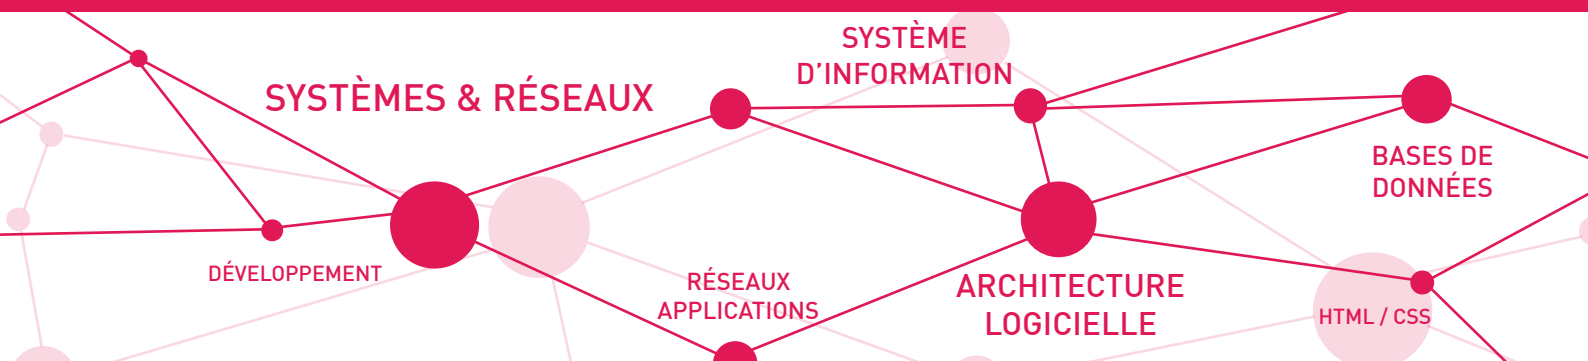 SYSTÈMES & RÉSEAUX
SYSTÈME
D'INFORMATION
BASES DE
DONNÉES
DÉVELOPPEMENT
RÉSEAUX
APPLICATIONS
ARCHITECTURE
LOGICIELLE
HTML / CSS